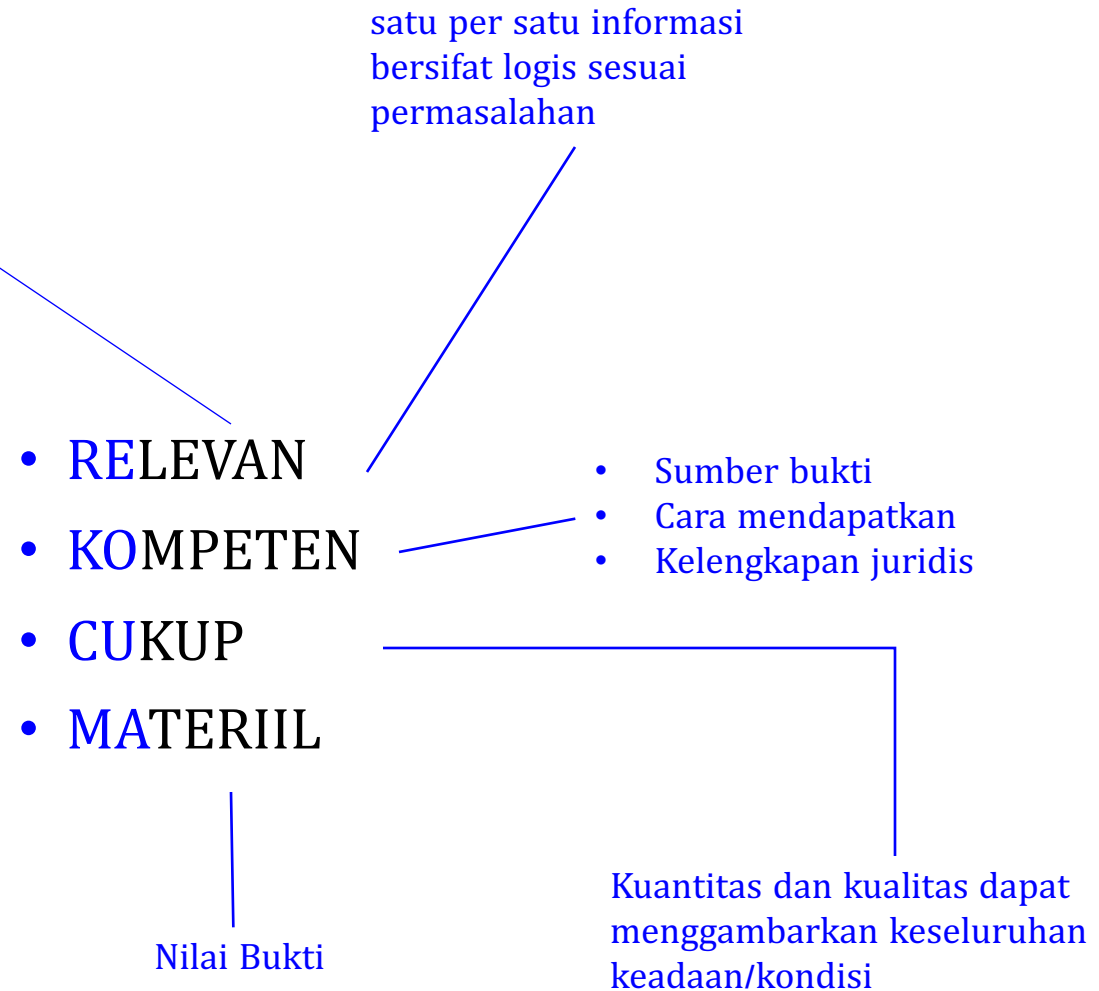 satu per satu informasi
bersifat logis sesuai
permasalahan
• RELEVAN
• KOMPETEN
• CUKUP
• MATERIIL
• Sumber bukti
• Cara mendapatkan
• Kelengkapan juridis
Nilai Bukti
Kuantitas dan kualitas dapat
menggambarkan keseluruhan
keadaan/kondisi